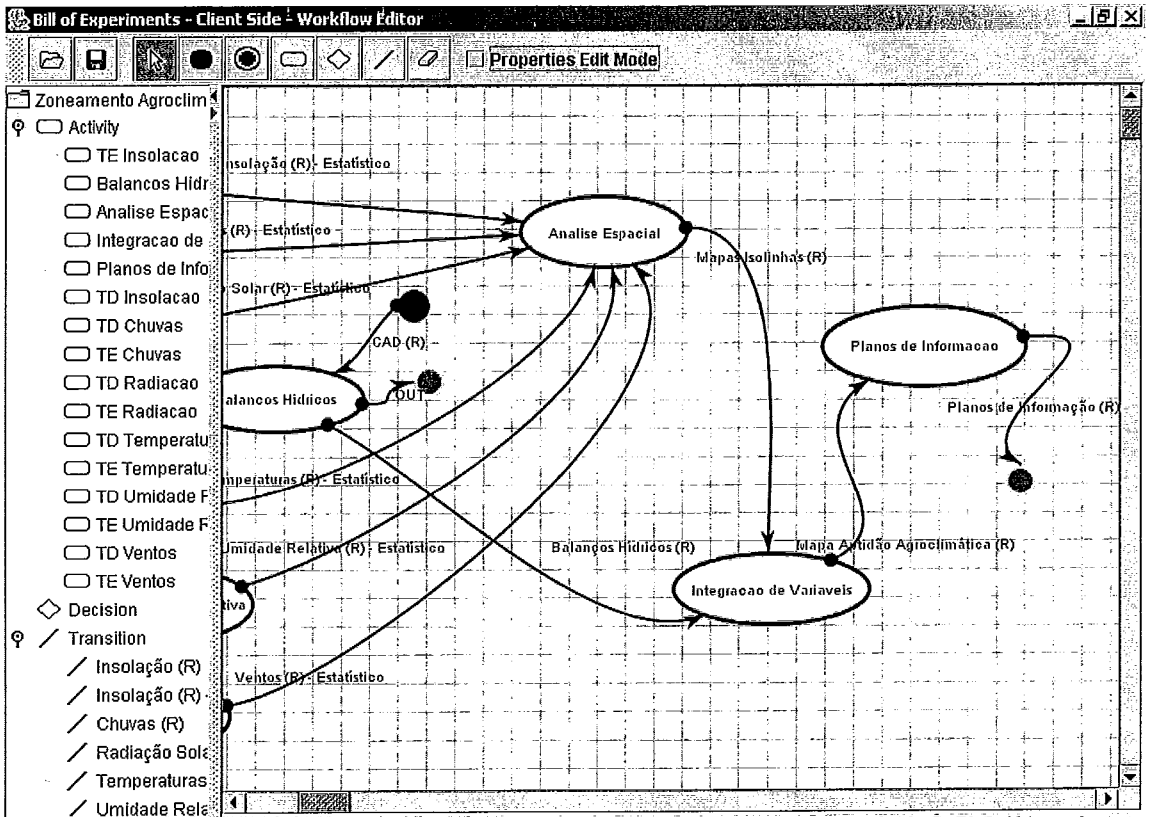 Bill of Experiments - Client Side - Workflow Editor
Properties Edit Mode
Zoneamento Agroclim
Activity
TE Insolacao
Balancos Hidr
Analise Espac
Integracao de
Planos de Info
TD Insolacao
TD Chuvas
TE Chuvas
TD Radiacao
TE Radiacao
TD Temperatu
TE Temperatu
TD Umidade F
TE Umidade F
TD Ventos
TE Ventos
Decision
Transition
Insolação (R)
Insolação (R) -
Chuvas (R)
Radiação Sola
Temperaturas
Umidade Rela
nsolação (R) - Estatístico
(R) - Estatístico
Solar (R) - Estatístico
Analise Espacial
Mapas Isolinhas (R)
CAD (R)
OUT
alancos Hidricos
Planos de Informacao
Planos de Informação (R)
mperaturas (R) - Estatístico
Umidade Relativa (R) - Estatístico
Balanços Hídricos (R)
Mapa Aptidão Agroclimática (R)
Integracao de Variaveis
tiva
Ventos (R) - Estatístico